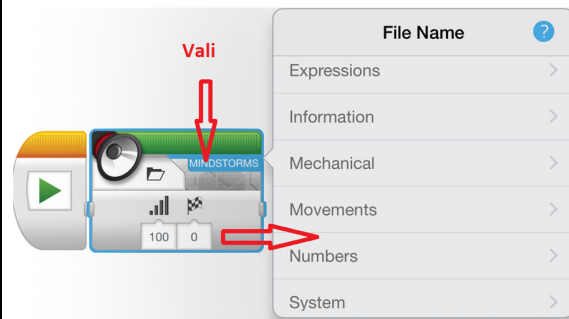 Vali
File Name
?
Expressions
Information
Mechanical
Movements
Numbers
System
MINDSTORMS
100 0